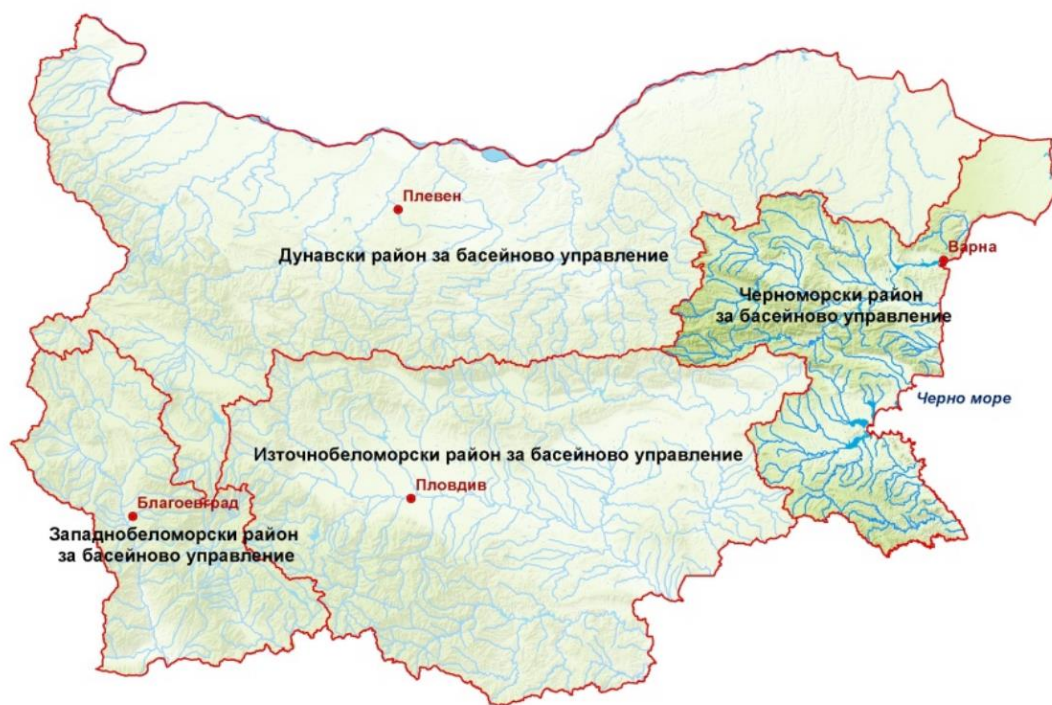 Плевен
Дунавски район за басейново управление
Варна
Черноморски район
за басейново управление
Черно море
Източнобеломорски район за басейново управление
Пловдив
Благоевград
Западнобеломорски район
за басейново управление